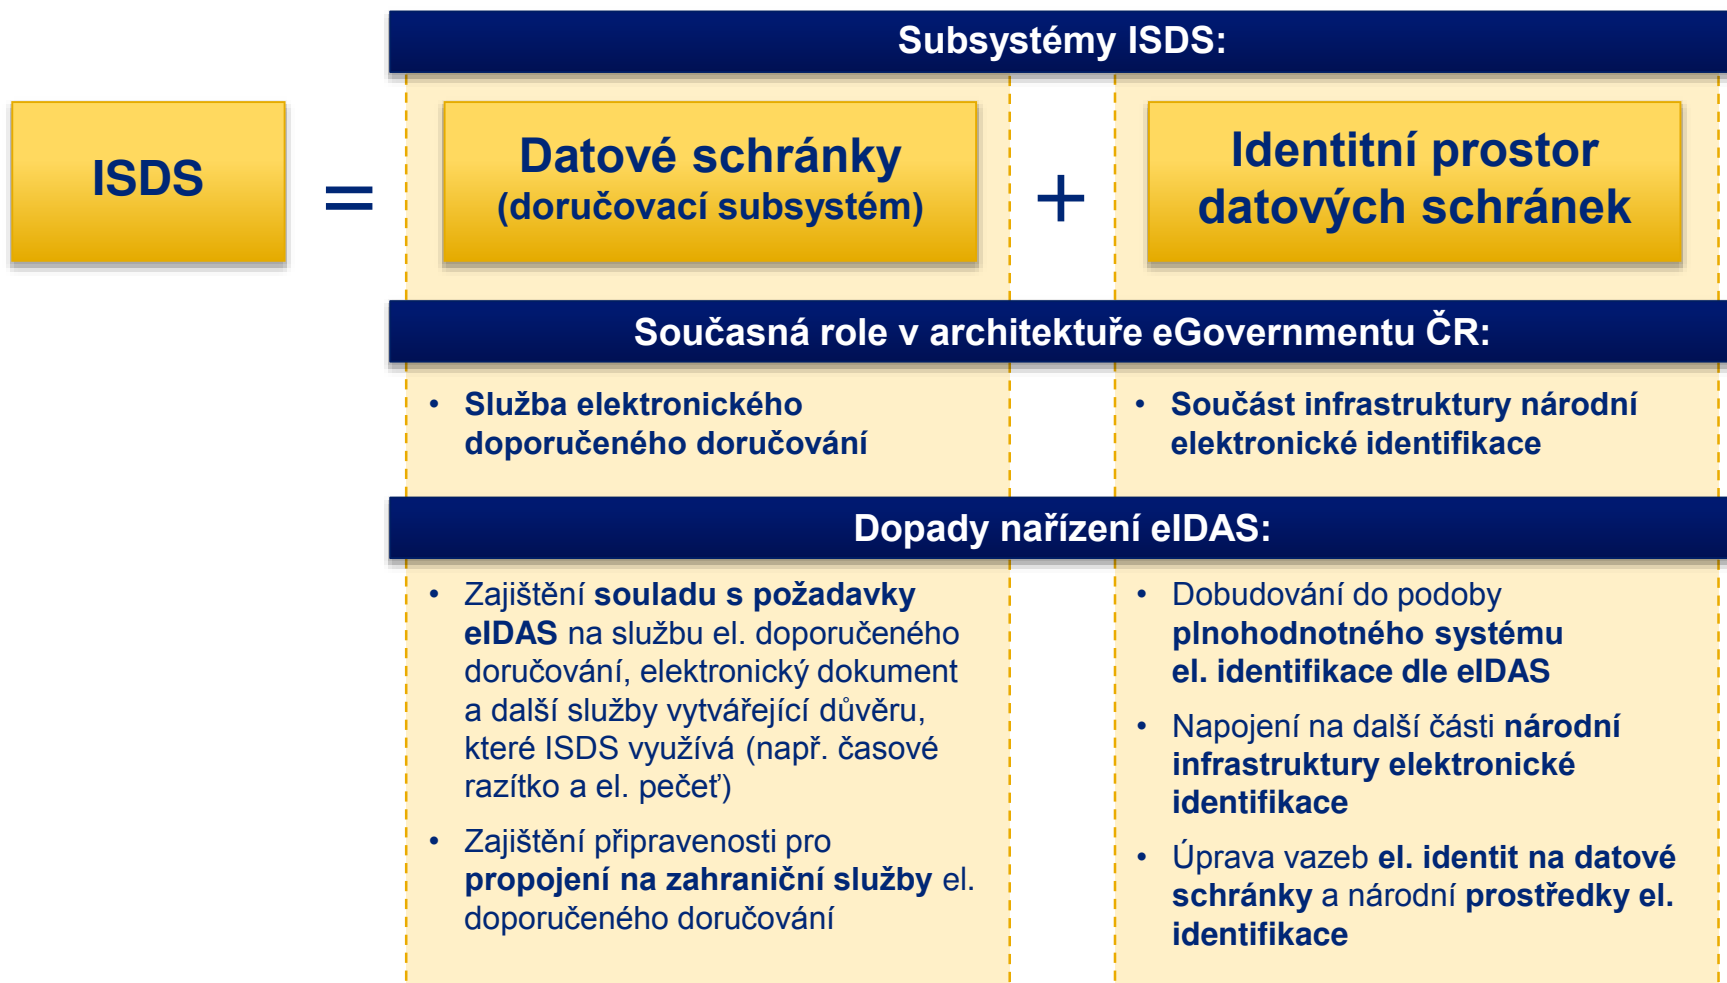 Subsystémy ISDS:
ISDS
=
Datové schránky
(doručovací subsystém)
+
Identitní prostor
datových schránek
Současná role v architektuře eGovernmentu ČR:
• Služba elektronického
doporučeného doručování
• Součást infrastruktury národní
elektronické identifikace
Dopady nařízení eIDAS:
• Zajištění souladu s požadavky
eIDAS na službu el. doporučeného
doručování, elektronický dokument
a další služby vytvářející důvěru,
které ISDS využívá (např. časové
razítko a el. pečeť)
• Zajištění připravenosti pro
propojení na zahraniční služby el.
doporučeného doručování
• Dobudování do podoby
plnohodnotného systému
el. identifikace dle eIDAS
• Napojení na další části národní
infrastruktury elektronické
identifikace
• Úprava vazeb el. identit na datové
schránky a národní prostředky el.
identifikace